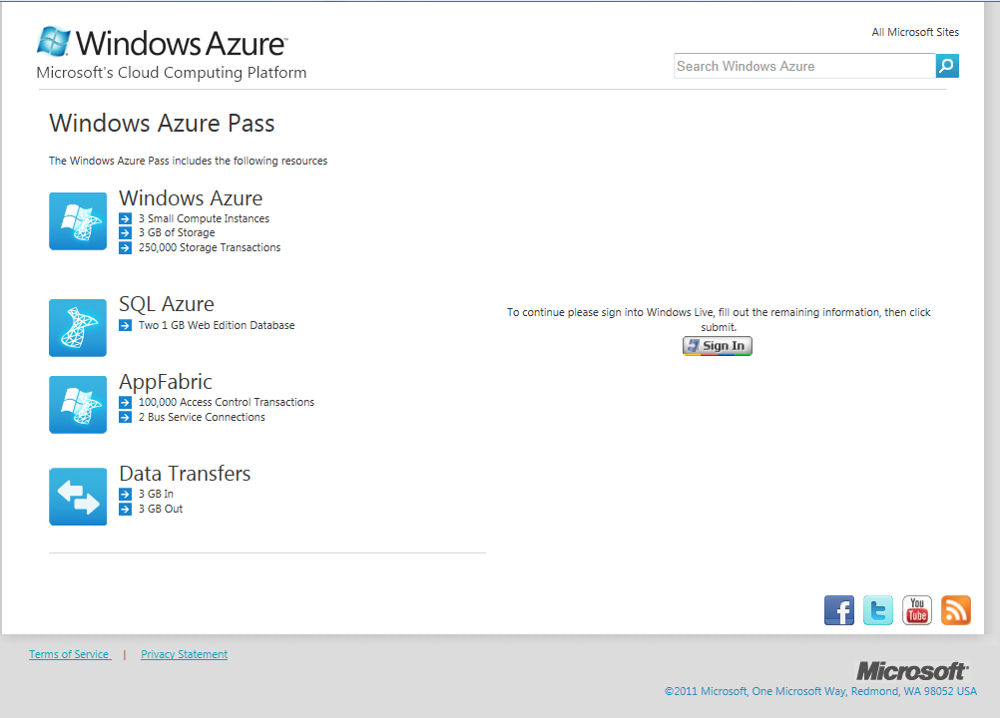 Windows Azure™
Microsoft's Cloud Computing Platform
All Microsoft Sites
Search Windows Azure
Windows Azure Pass
The Windows Azure Pass includes the following resources
Windows Azure
3 Small Compute Instances
3 GB of Storage
250,000 Storage Transactions
SQL Azure
Two 1 GB Web Edition Database
AppFabric
100,000 Access Control Transactions
2 Bus Service Connections
Data Transfers
3 GB In
3 GB Out
To continue please sign into Windows Live, fill out the remaining information, then click
submit.
Sign In
You
Tube
Terms of Service | Privacy Statement
Microsoft®
©2011 Microsoft, One Microsoft Way, Redmond, WA 98052 USA